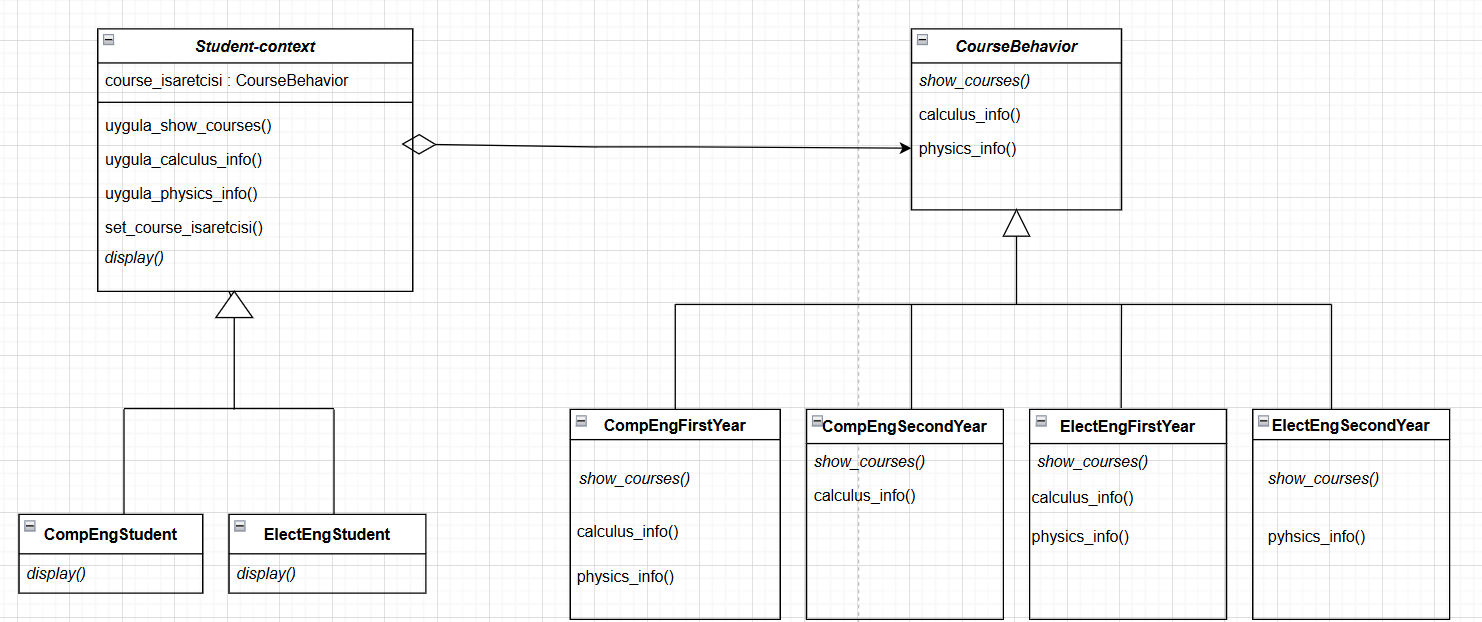 Student-context
course_isaretcisi : CourseBehavior
uygula_show_courses()
uygula_calculus_info()
uygula_physics_info()
set_course_isaretcisi()
display()
CourseBehavior
show_courses()
calculus_info()
physics_info()
CompEngStudent
display()
ElectEngStudent
display()
CompEngFirstYear
show_courses()
calculus_info()
physics_info()
CompEngSecondYear
show_courses()
calculus_info()
ElectEngFirstYear
show_courses()
calculus_info()
physics_info()
ElectEngSecondYear
show_courses()
pyhsics_info()